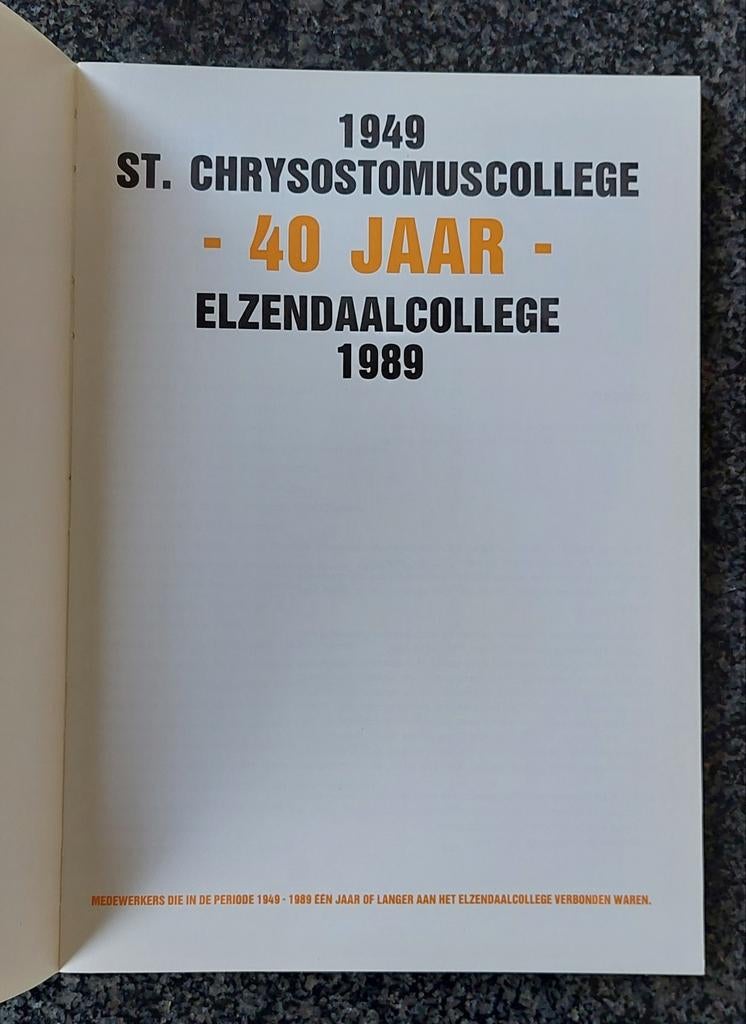 1949
ST. CHRYSOSTOMUSCOLLEGE
- 40 JAAR -
ELZENDAALCOLLEGE
1989
MEDEWERKERS DIE IN DE PERIODE 1949 - 1989 ÉÉN JAAR OF LANGER AAN HET ELZENDAALCOLLEGE VERBONDEN WAREN.